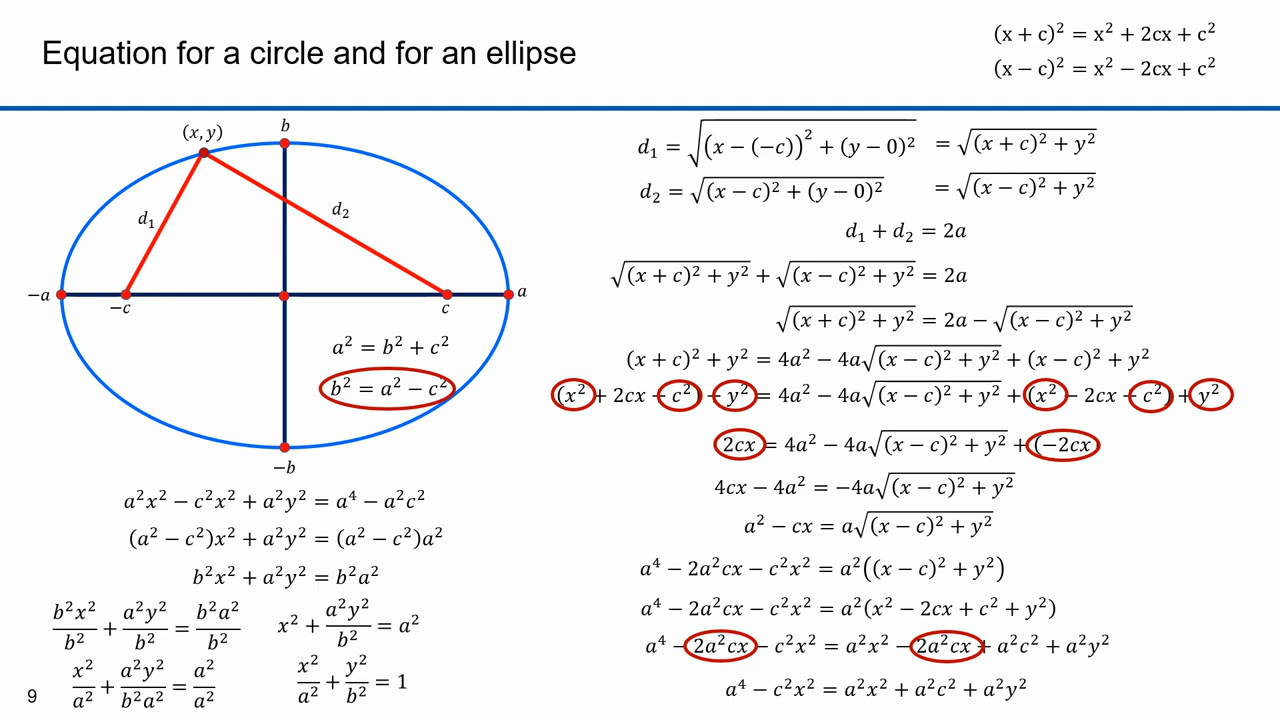 Equation for a circle and for an ellipse
(x + c)² = x² + 2cx + c²
(x − c)² = x² − 2cx + c²
(x, y)
b
d₁
d₂
−a
−c
c
a
a² = b² + c²
b² = a² − c²
−b
a²x² − c²x² + a²y² = a⁴ − a²c²
(a² − c²)x² + a²y² = (a² − c²)a²
b²x² + a²y² = b²a²
b²x²/b² + a²y²/b² = b²a²/b²
x² + a²y²/b² = a²
x²/a² + a²y²/b²a² = a²/a²
x²/a² + y²/b² = 1
9
d₁ = √((x − (−c))² + (y − 0)²) = √((x + c)² + y²)
d₂ = √((x − c)² + (y − 0)²) = √((x − c)² + y²)
d₁ + d₂ = 2a
√((x + c)² + y²) + √((x − c)² + y²) = 2a
√((x + c)² + y²) = 2a − √((x − c)² + y²)
(x + c)² + y² = 4a² − 4a√((x − c)² + y²) + (x − c)² + y²
(x² + 2cx + c²) + y² = 4a² − 4a√((x − c)² + y²) + (x² − 2cx + c²) + y²
2cx = 4a² − 4a√((x − c)² + y²) + (−2cx)
4cx − 4a² = −4a√((x − c)² + y²)
a² − cx = a√((x − c)² + y²)
a⁴ − 2a²cx − c²x² = a²((x − c)² + y²)
a⁴ − 2a²cx − c²x² = a²(x² − 2cx + c² + y²)
a⁴ − 2a²cx − c²x² = a²x² − 2a²cx + a²c² + a²y²
a⁴ − c²x² = a²x² + a²c² + a²y²